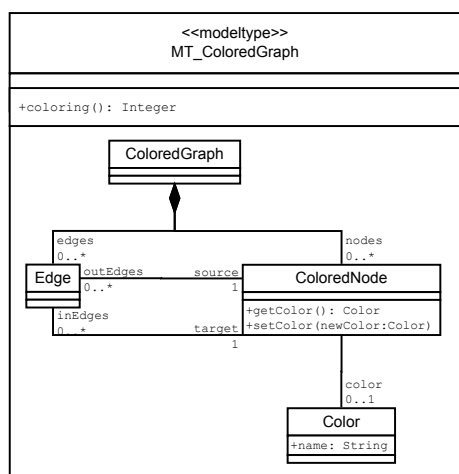 <<modeltype>>
MT_ColoredGraph
+coloring(): Integer
ColoredGraph
edges
0..*
nodes
0..*
Edge
outEdges
0..*
source
1
ColoredNode
+getColor(): Color
+setColor(newColor:Color)
inEdges
0..*
target
1
color
0..1
Color
+name: String